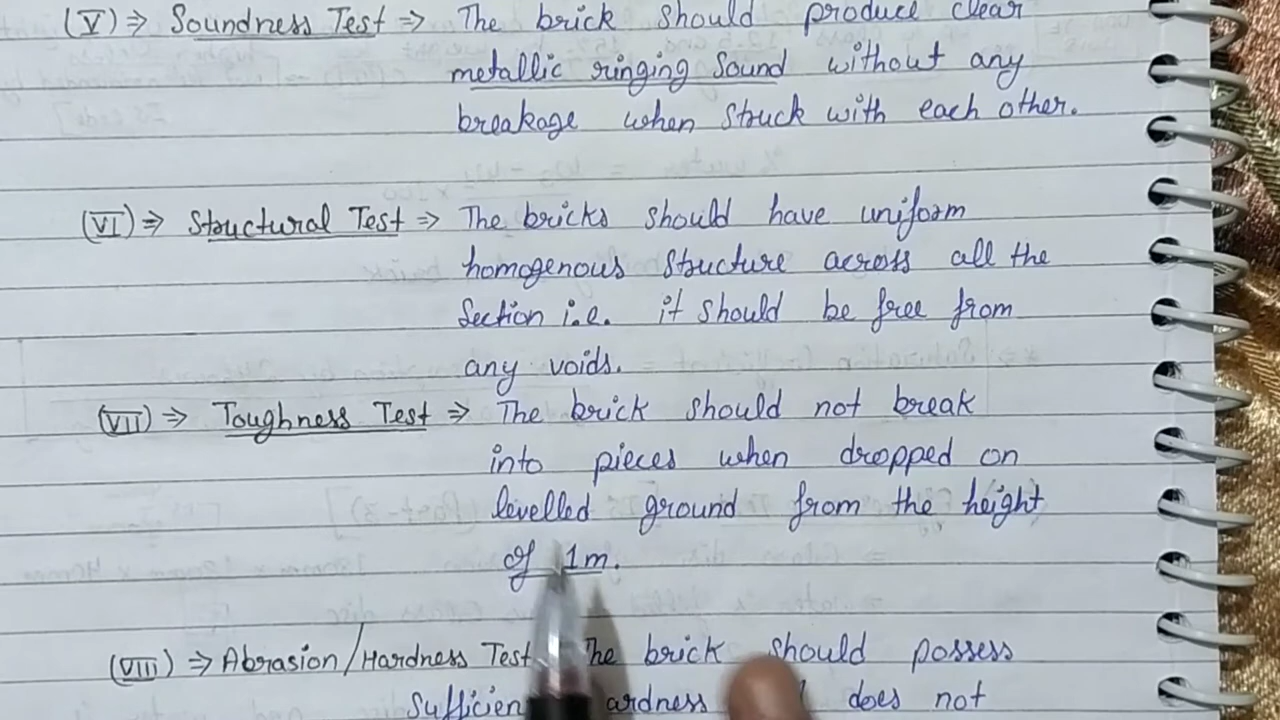 (V) ⇒ Soundness Test ⇒ The brick should produce clear
metallic ringing Sound without any
breakage when struck with each other.
(VI) ⇒ Structural Test ⇒ The bricks should have uniform
homogenous structure across all the
Section i.e. it should be free from
any voids.
(VII) ⇒ Toughness Test ⇒ The brick should not break
into pieces when dropped on
levelled ground from the height
of 1m.
(VIII) ⇒ Abrasion/Hardness Test The brick should possess
does not